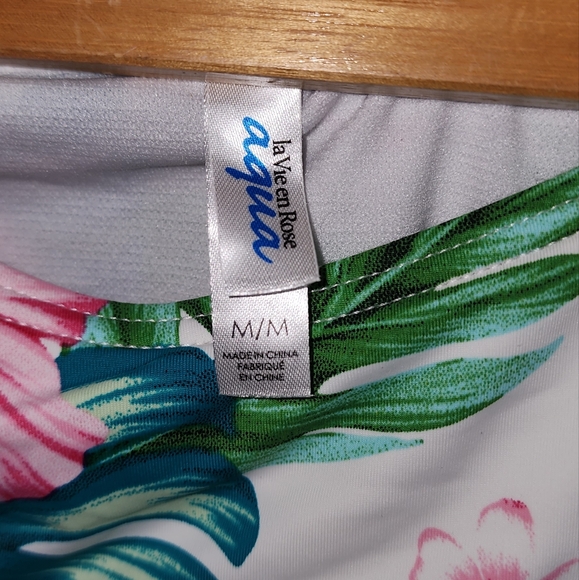 la Vie en Rose
aqua
M/M
MADE IN CHINA
FABRIQUÉ
EN CHINE